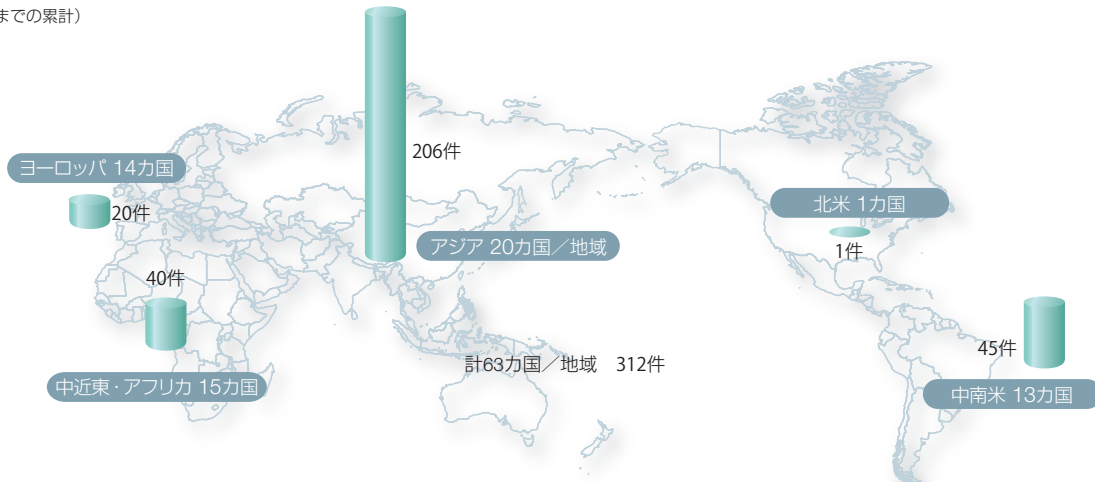 までの累計）
206件
ヨーロッパ 14カ国
20件
北米 1カ国
1件
アジア 20カ国／地域
40件
45件
計63カ国／地域　312件
中近東・アフリカ 15カ国
中南米 13カ国